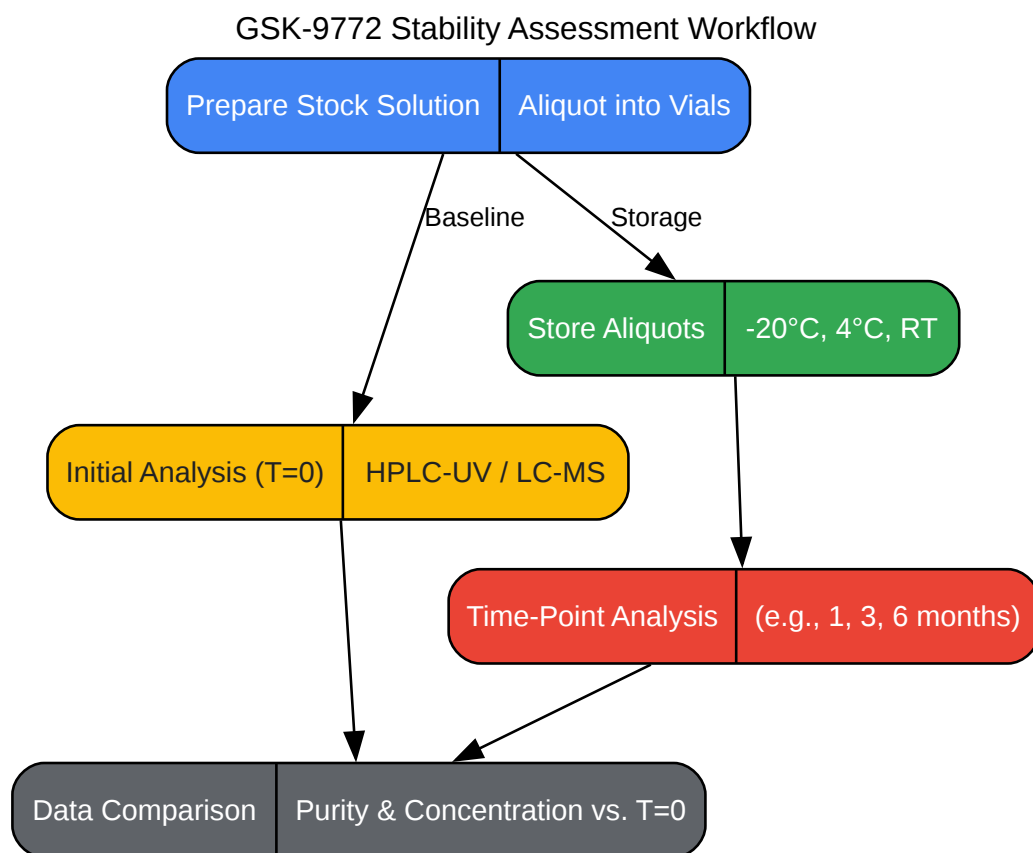 GSK-9772 Stability Assessment Workflow
Prepare Stock Solution Aliquot into Vials
Baseline Storage
Store Aliquots -20°C, 4°C, RT
Initial Analysis (T=0) HPLC-UV / LC-MS
Time-Point Analysis (e.g., 1, 3, 6 months)
Data Comparison Purity & Concentration vs. T=0